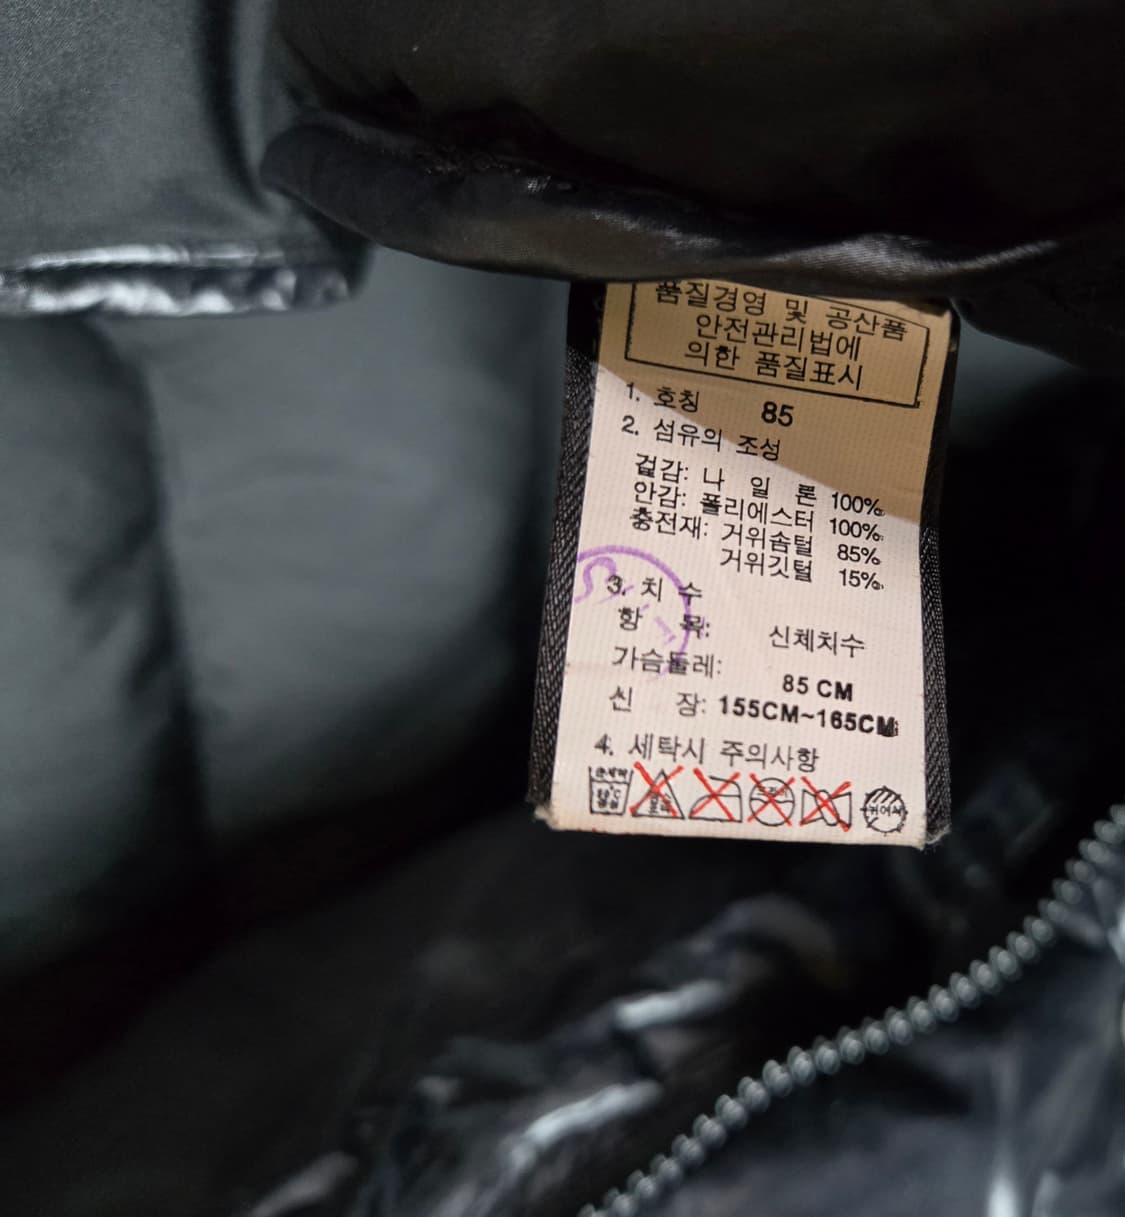 품질경영 및 공산품
안전관리법에
의한 품질표시
1. 호칭 85
2. 섬유의 조성
겉감: 나 일 론 100%
안감: 폴리에스터 100%
충전재: 거위솜털 85%
거위깃털 15%
3. 치 수
항 목: 신체치수
가슴둘레: 85 CM
신 장: 155CM~165CM
4. 세탁시 주의사항